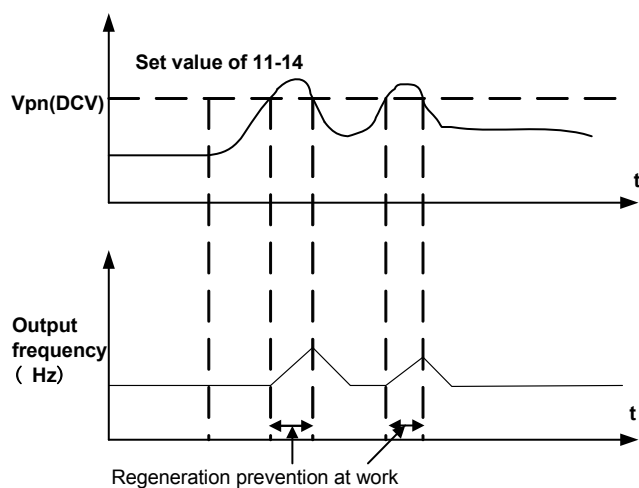 Set value of 11-14
Vpn(DCV)
t
Output
frequency
( Hz)
t
Regeneration prevention at work